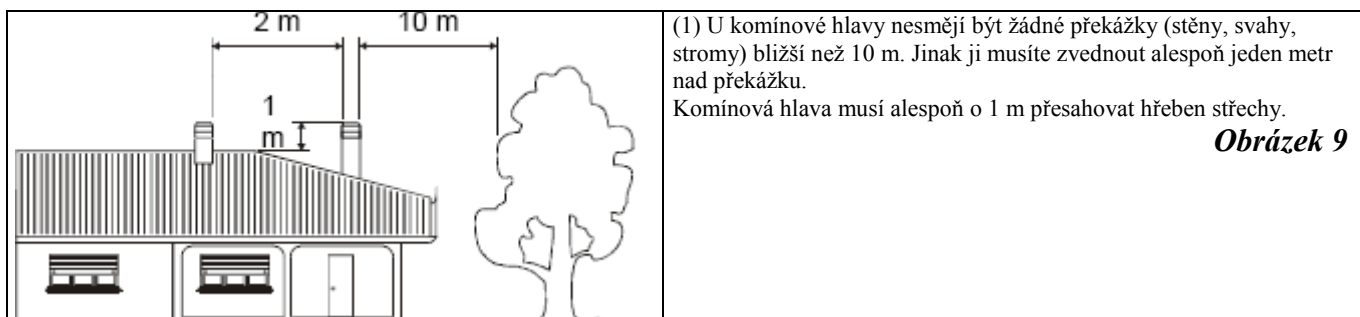 2 m 10 m
1
m
(1) U komínové hlavy nesmějí být žádné překážky (stěny, svahy,
stromy) bližší než 10 m. Jinak ji musíte zvednout alespoň jeden metr
nad překážku.
Komínová hlava musí alespoň o 1 m přesahovat hřeben střechy.
Obrázek 9